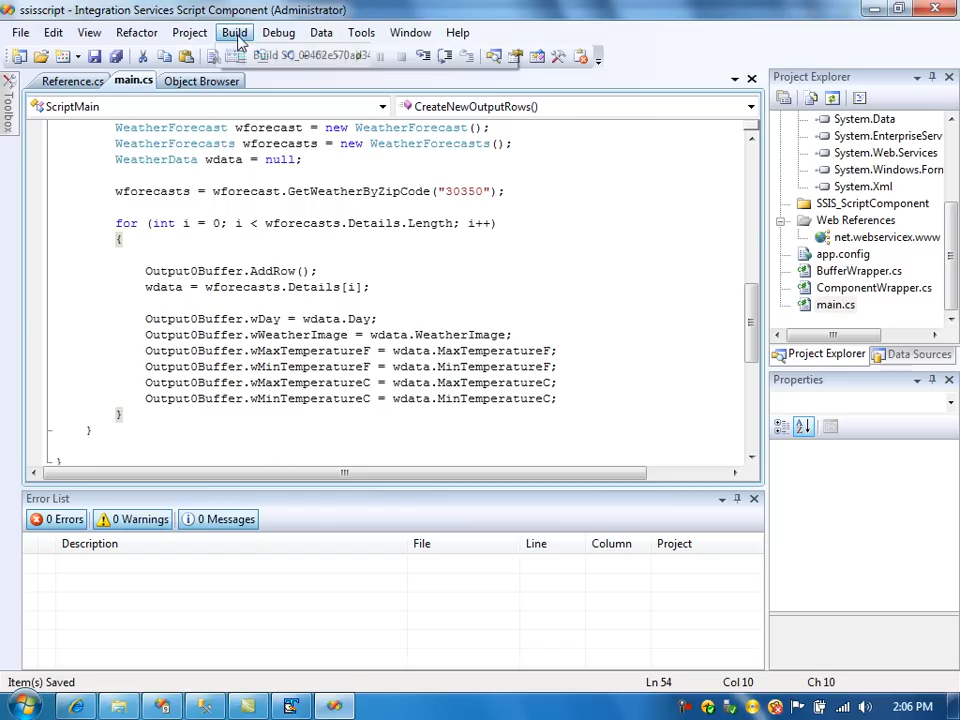 ssisscript - Integration Services Script Component (Administrator)
File Edit View Refactor Project Build Debug Data Tools Window Help
Toolbox
Reference.cs main.cs Object Browser
ScriptMain CreateNewOutputRows()
WeatherForecast wforecast = new WeatherForecast();
WeatherForecasts wforecasts = new WeatherForecasts();
WeatherData wdata = null;
wforecasts = wforecast.GetWeatherByZipCode("30350");
for (int i = 0; i < wforecasts.Details.Length; i++)
{
Output0Buffer.AddRow();
wdata = wforecasts.Details[i];
Output0Buffer.wDay = wdata.Day;
Output0Buffer.wWeatherImage = wdata.WeatherImage;
Output0Buffer.wMaxTemperatureF = wdata.MaxTemperatureF;
Output0Buffer.wMinTemperatureF = wdata.MinTemperatureF;
Output0Buffer.wMaxTemperatureC = wdata.MaxTemperatureC;
Output0Buffer.wMinTemperatureC = wdata.MinTemperatureC;
}
}
}
Project Explorer
System.Data
System.EnterpriseServ
System.Web.Services
System.Windows.Forn
System.Xml
SSIS_ScriptComponent
Web References
net.webservicex.www
app.config
BufferWrapper.cs
ComponentWrapper.cs
main.cs
Project Explorer Data Sources
Properties
Error List
0 Errors 0 Warnings 0 Messages
Description File Line Column Project
Item(s) Saved Ln 54 Col 10 Ch 10
2:06 PM